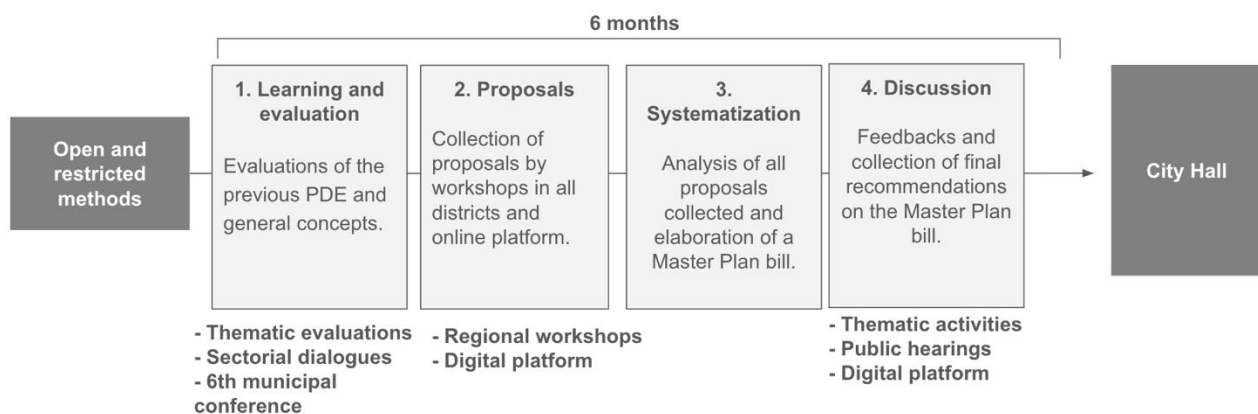 6 months
Open and
restricted
methods
1. Learning and
evaluation
Evaluations of the
previous PDE and
general concepts.
- Thematic evaluations
- Sectorial dialogues
- 6th municipal
conference
2. Proposals
Collection of
proposals by
workshops in all
districts and
online platform.
- Regional workshops
- Digital platform
3.
Systematization
Analysis of all
proposals
collected and
elaboration of a
Master Plan bill.
4. Discussion
Feedbacks and
collection of final
recommendations
on the Master Plan
bill.
- Thematic activities
- Public hearings
- Digital platform
City Hall